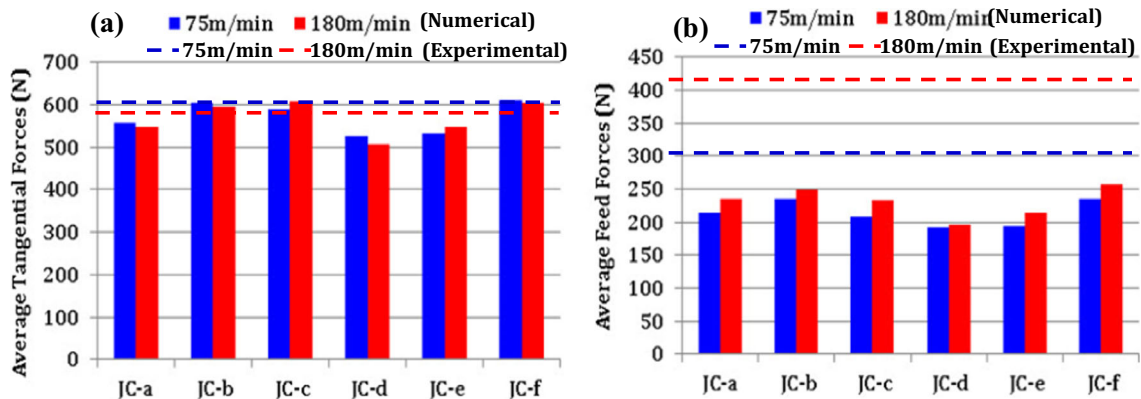 (a)
75m/min 180m/min (Numerical)
75m/min 180m/min (Experimental)
Average Tangential Forces (N)
700
600
500
400
300
200
100
0
JC-a JC-b JC-c JC-d JC-e JC-f
(b)
75m/min 180m/min (Numerical)
75m/min 180m/min (Experimental)
Average Feed Forces (N)
450
400
350
300
250
200
150
100
50
0
JC-a JC-b JC-c JC-d JC-e JC-f